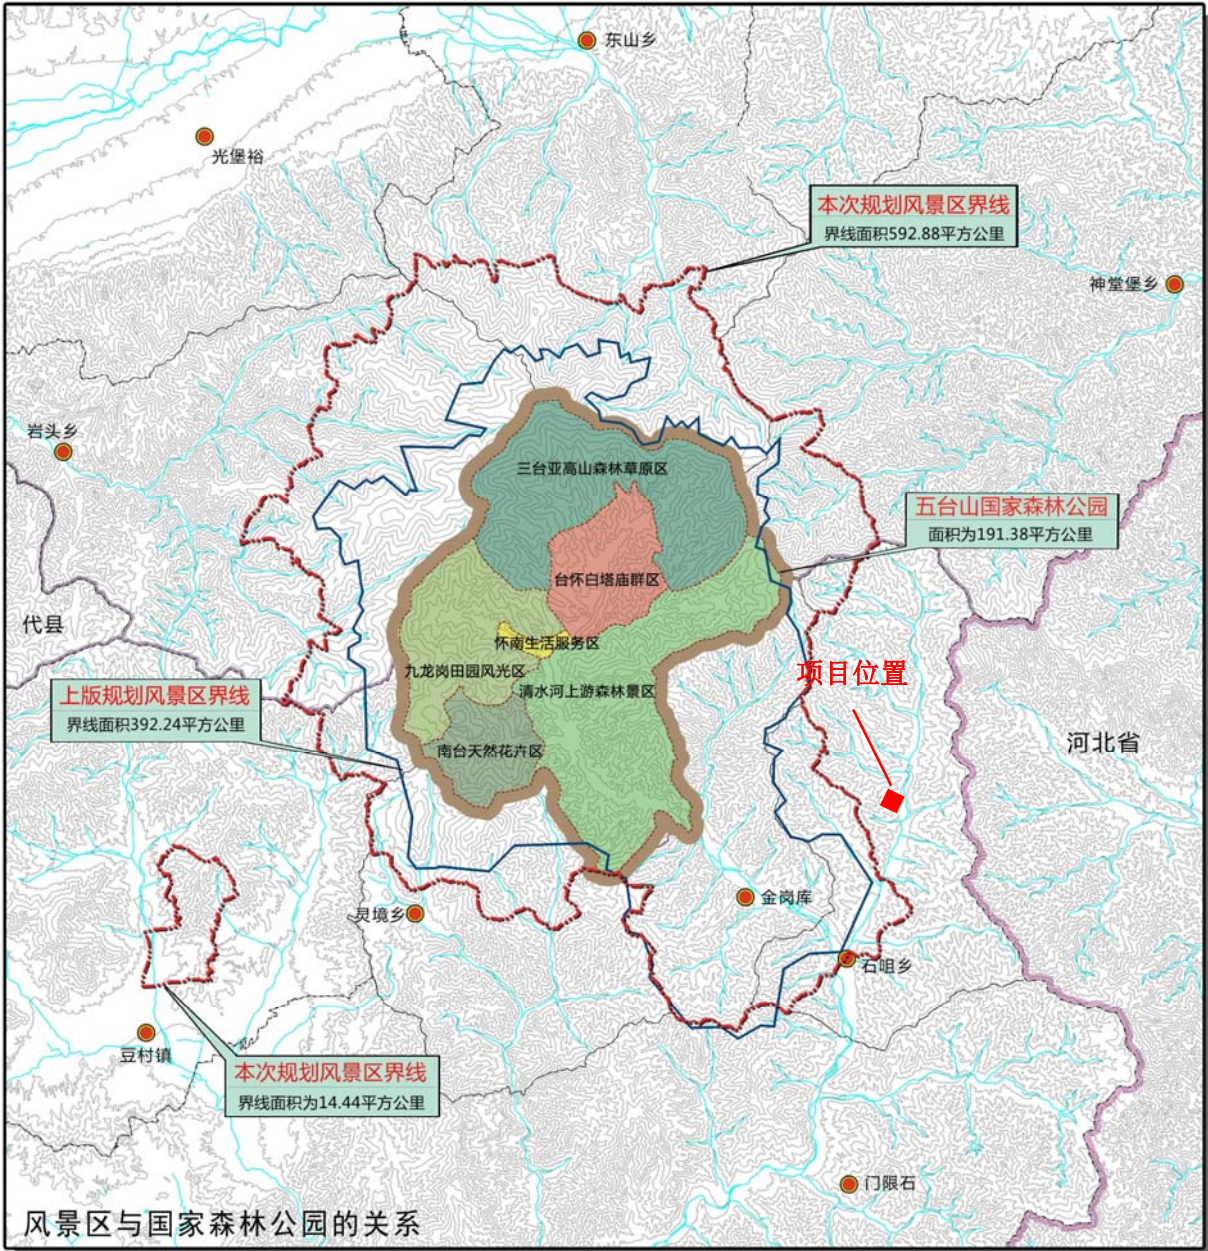 东山乡
光堡裕
本次规划风景区界线
界线面积592.88平方公里
神堂堡乡
岩头乡
三台亚高山森林草原区
五台山国家森林公园
面积为191.38平方公里
台怀白塔庙群区
代县
怀南生活服务区
九龙岗田园风光区
项目位置
上版规划风景区界线
界线面积392.24平方公里
清水河上游森林景区
河北省
南台天然花卉区
金岗库
灵境乡
石咀乡
豆村镇
本次规划风景区界线
界线面积为14.44平方公里
门限石
风景区与国家森林公园的关系